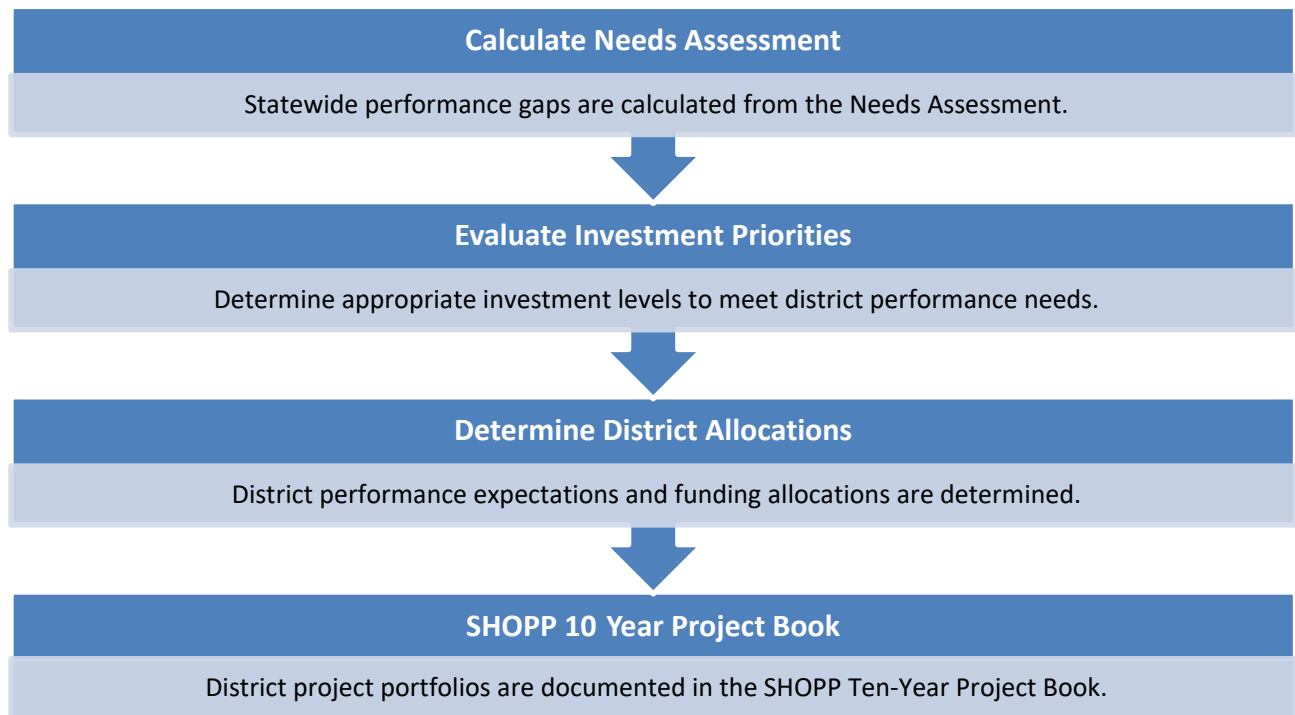 Calculate Needs Assessment
Statewide performance gaps are calculated from the Needs Assessment.
Evaluate Investment Priorities
Determine appropriate investment levels to meet district performance needs.
Determine District Allocations
District performance expectations and funding allocations are determined.
SHOPP 10 Year Project Book
District project portfolios are documented in the SHOPP Ten-Year Project Book.